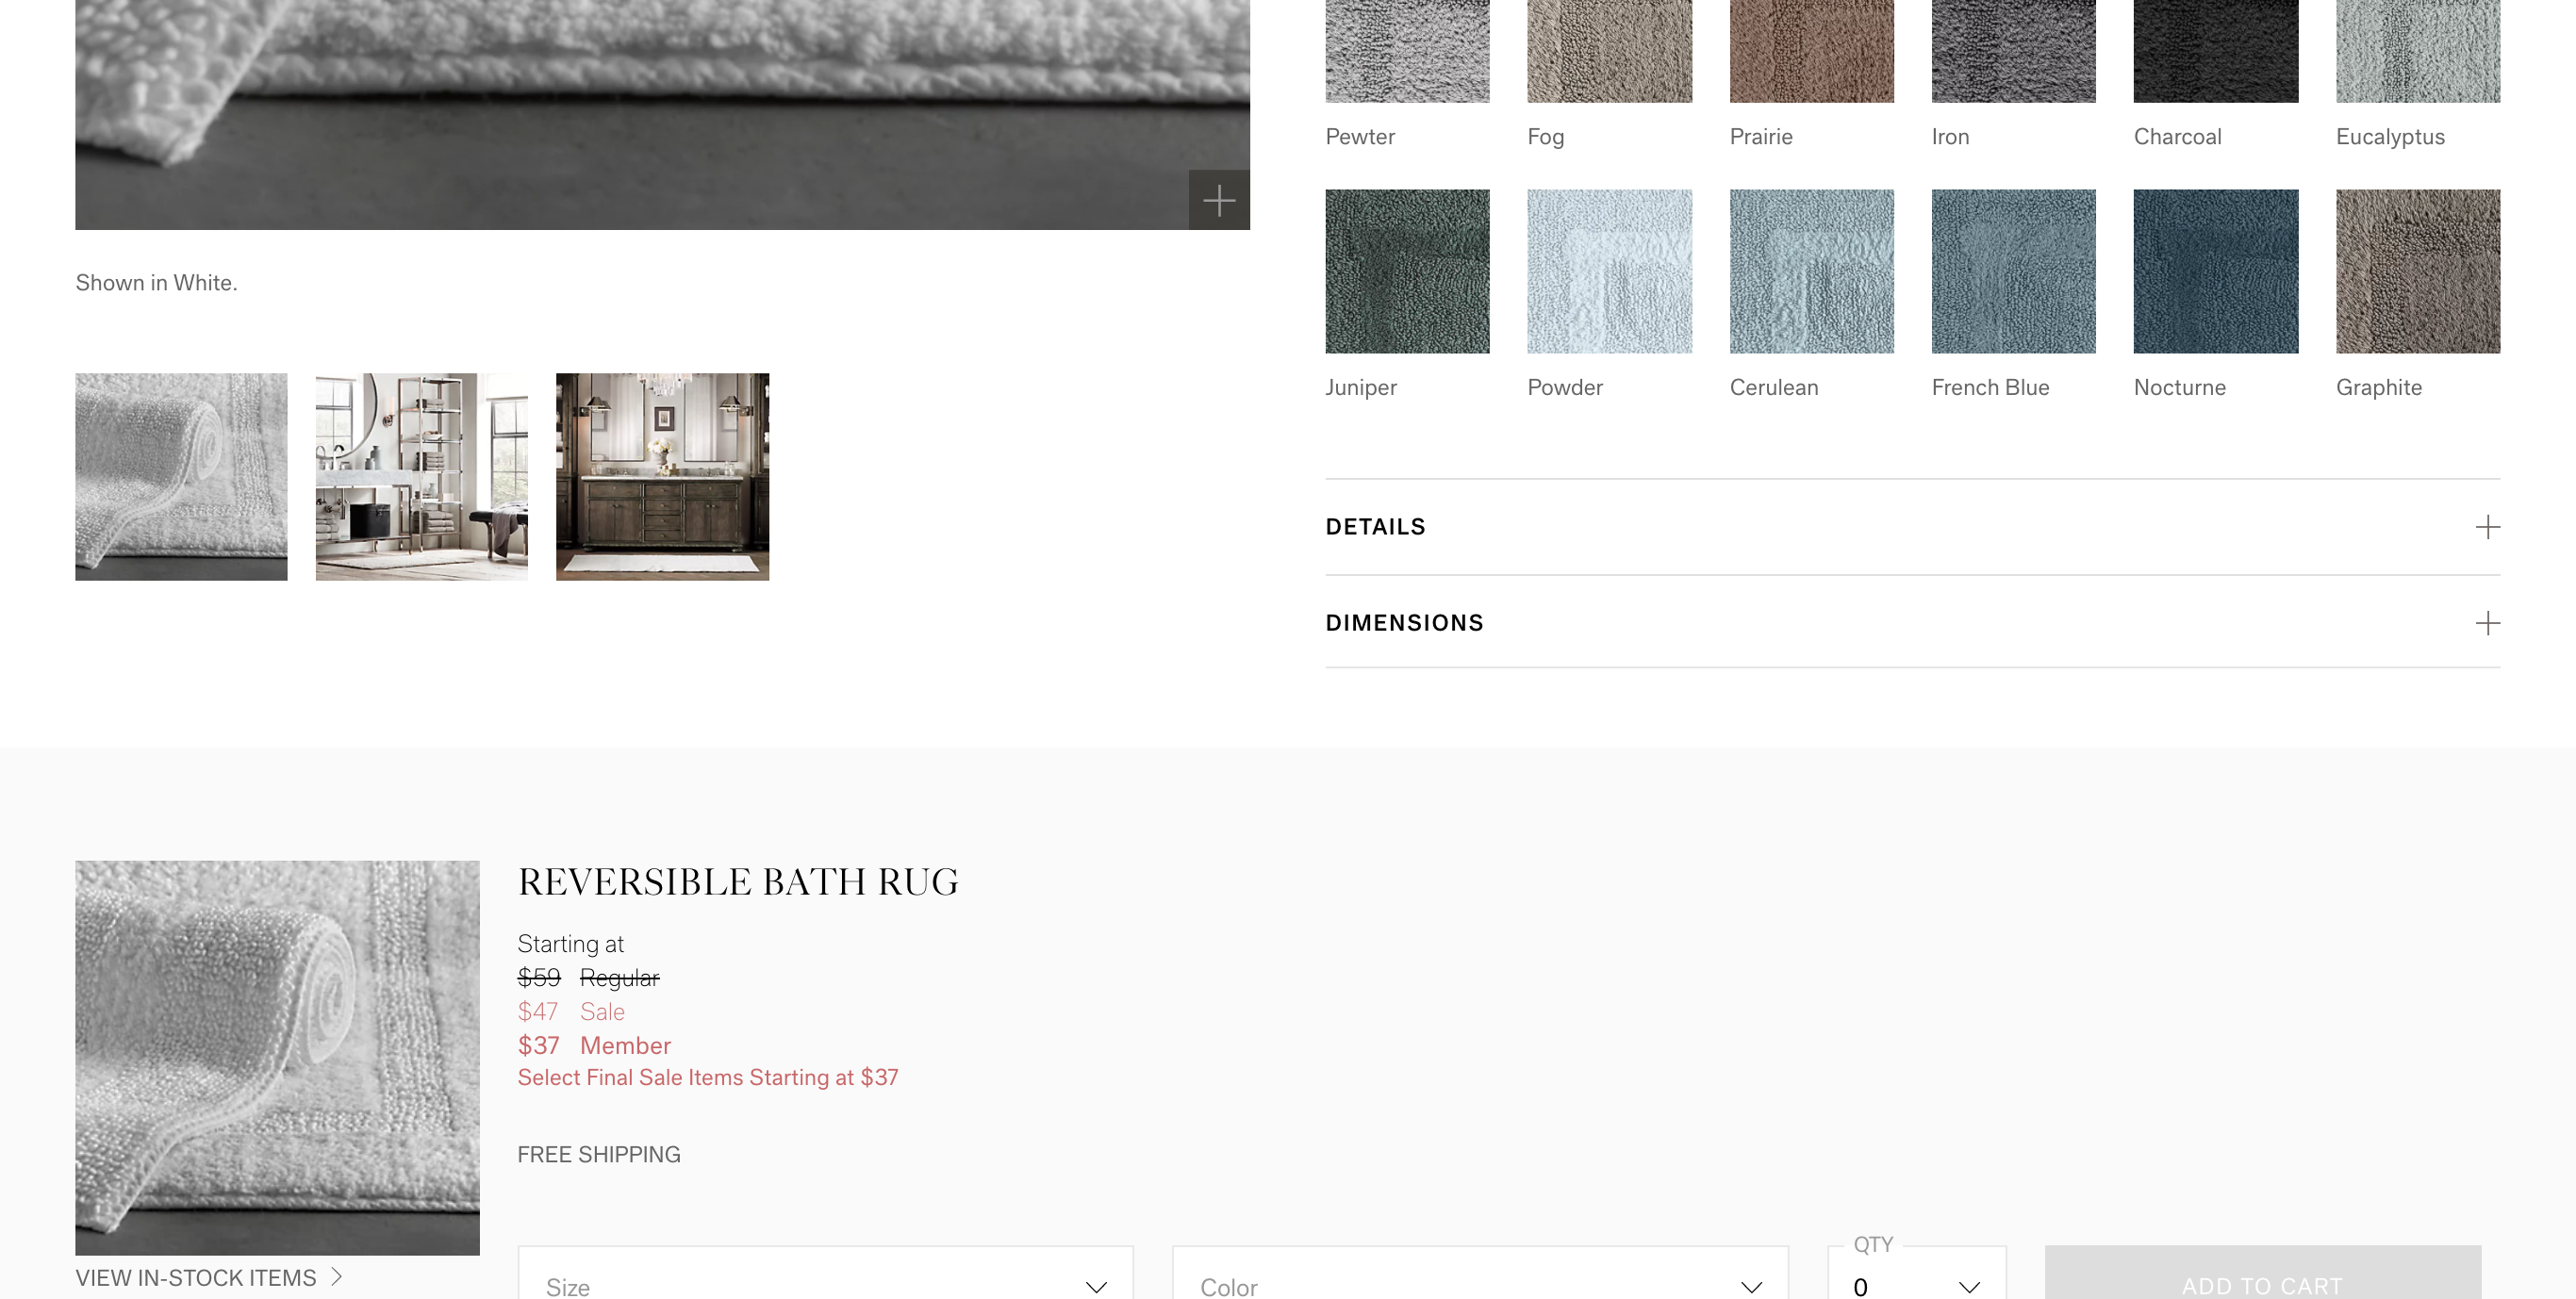 Pewter
Fog
Prairie
Iron
Charcoal
Eucalyptus
Shown in White.
Juniper
Powder
Cerulean
French Blue
Nocturne
Graphite
DETAILS
DIMENSIONS
REVERSIBLE BATH RUG
Starting at
$59 Regular
$47 Sale
$37 Member
Select Final Sale Items Starting at $37
FREE SHIPPING
VIEW IN-STOCK ITEMS
Size
Color
QTY
0
ADD TO CART